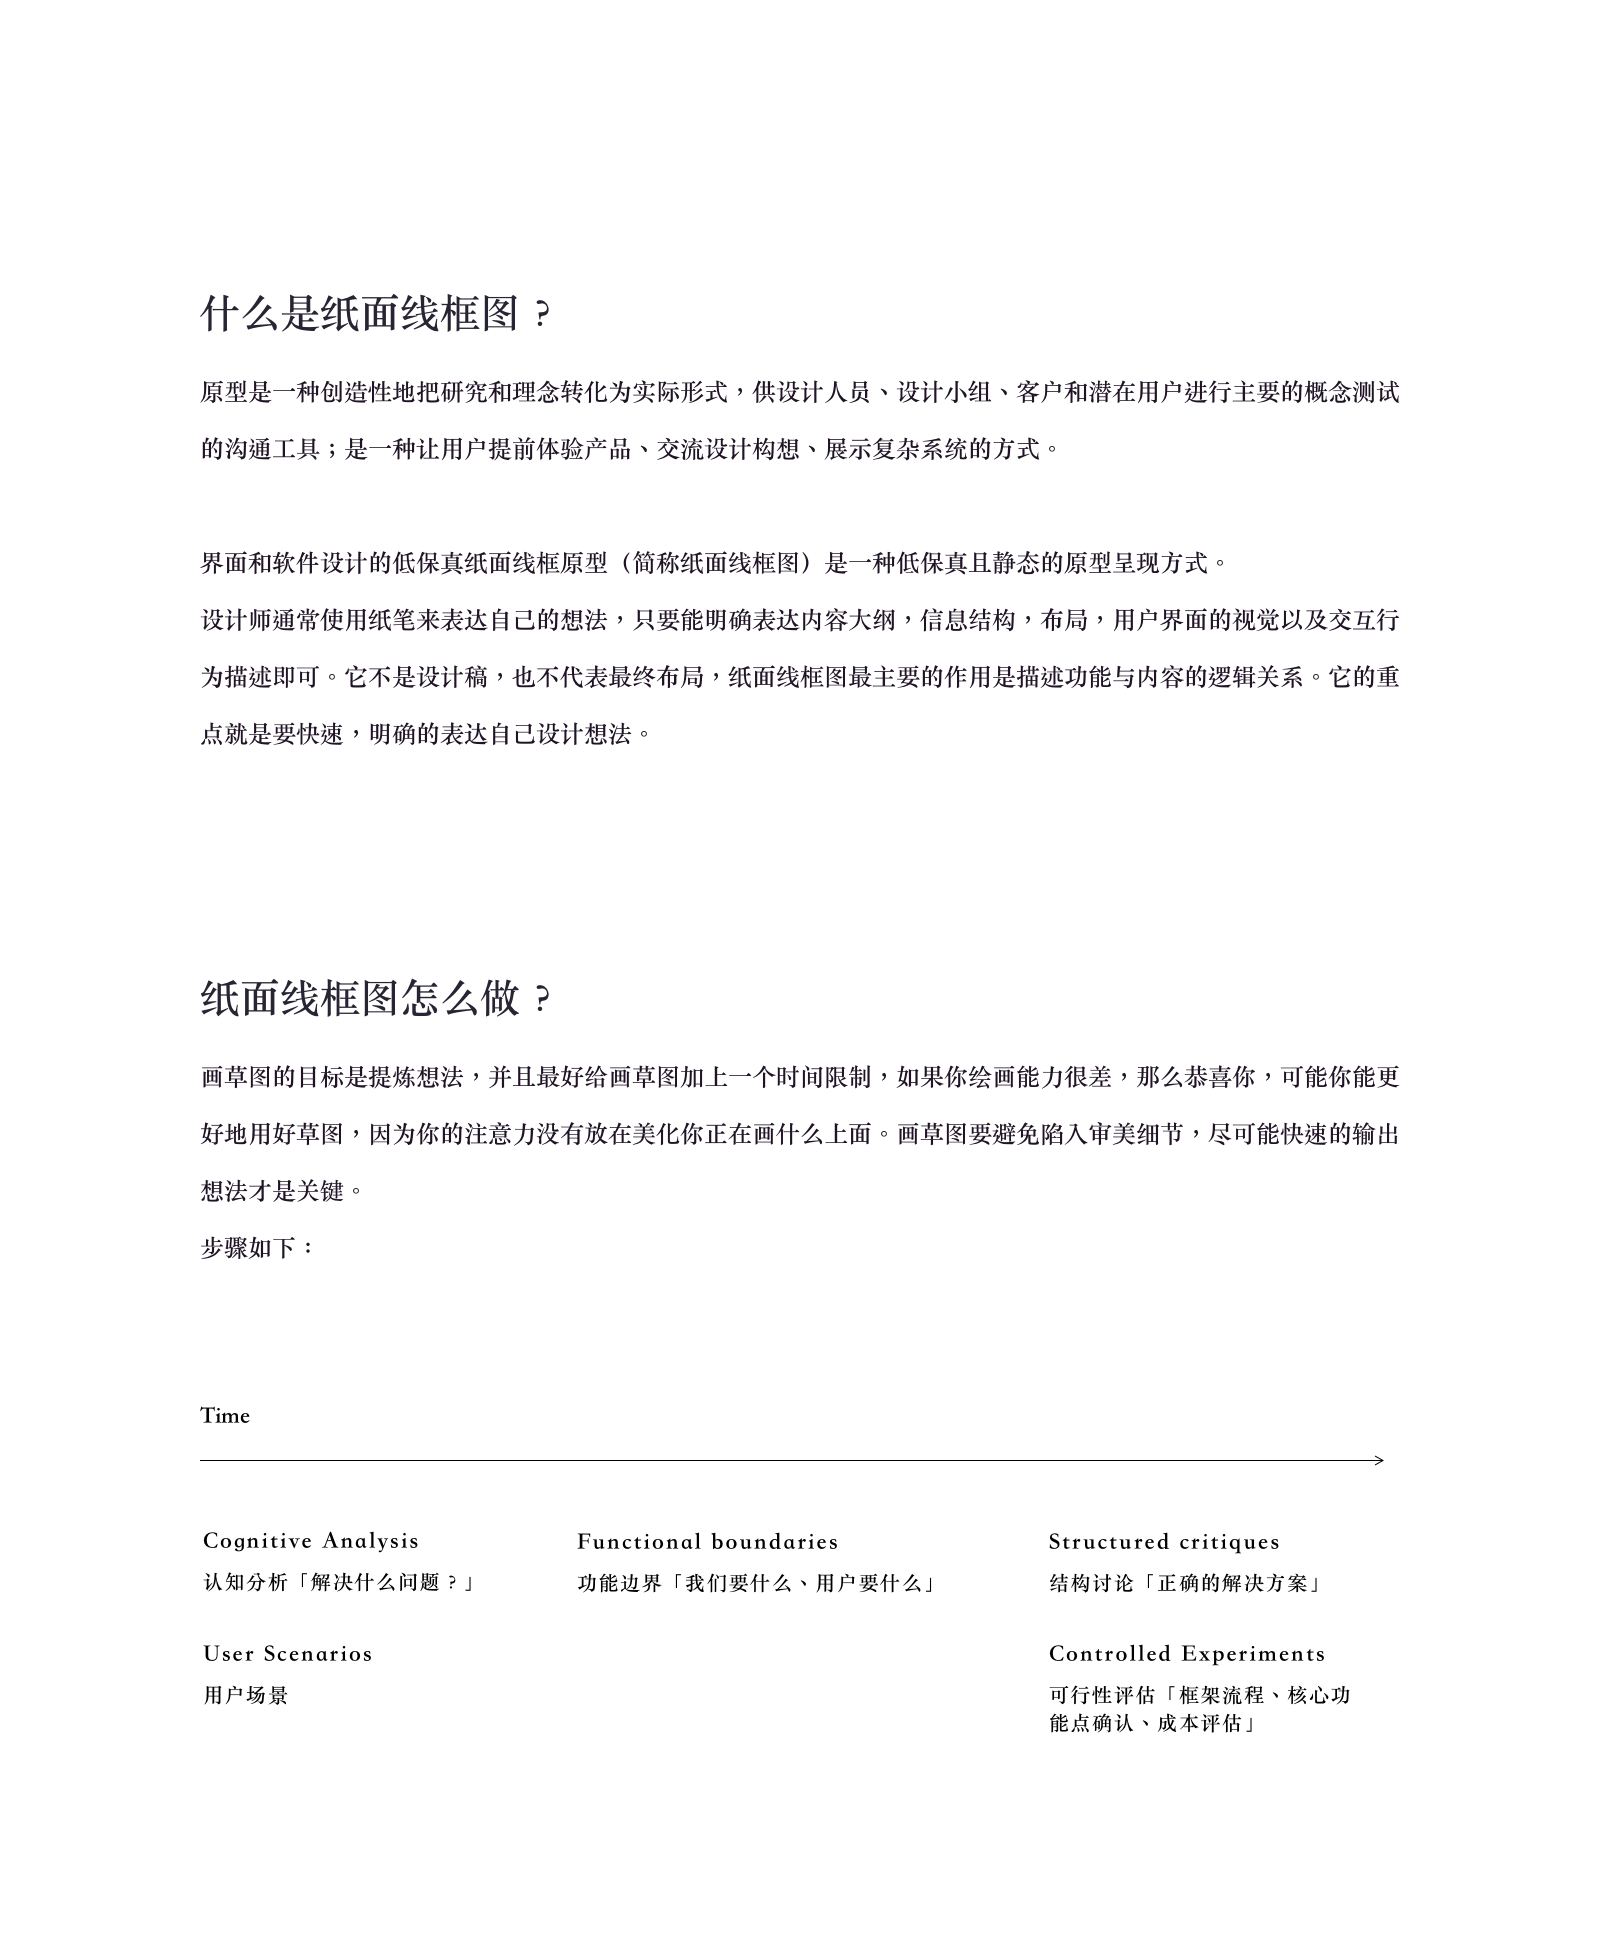 什么是纸面线框图？
原型是一种创造性地把研究和理念转化为实际形式，供设计人员、设计小组、客户和潜在用户进行主要的概念测试
的沟通工具；是一种让用户提前体验产品、交流设计构想、展示复杂系统的方式。
界面和软件设计的低保真纸面线框原型（简称纸面线框图）是一种低保真且静态的原型呈现方式。
设计师通常使用纸笔来表达自己的想法，只要能明确表达内容大纲，信息结构，布局，用户界面的视觉以及交互行
为描述即可。它不是设计稿，也不代表最终布局，纸面线框图最主要的作用是描述功能与内容的逻辑关系。它的重
点就是要快速，明确的表达自己设计想法。
纸面线框图怎么做？
画草图的目标是提炼想法，并且最好给画草图加上一个时间限制，如果你绘画能力很差，那么恭喜你，可能你能更
好地用好草图，因为你的注意力没有放在美化你正在画什么上面。画草图要避免陷入审美细节，尽可能快速的输出
想法才是关键。
步骤如下：
Time
Cognitive Analysis
认知分析「解决什么问题？」
Functional boundaries
功能边界「我们要什么、用户要什么」
Structured critiques
结构讨论「正确的解决方案」
User Scenarios
用户场景
Controlled Experiments
可行性评估「框架流程、核心功
能点确认、成本评估」